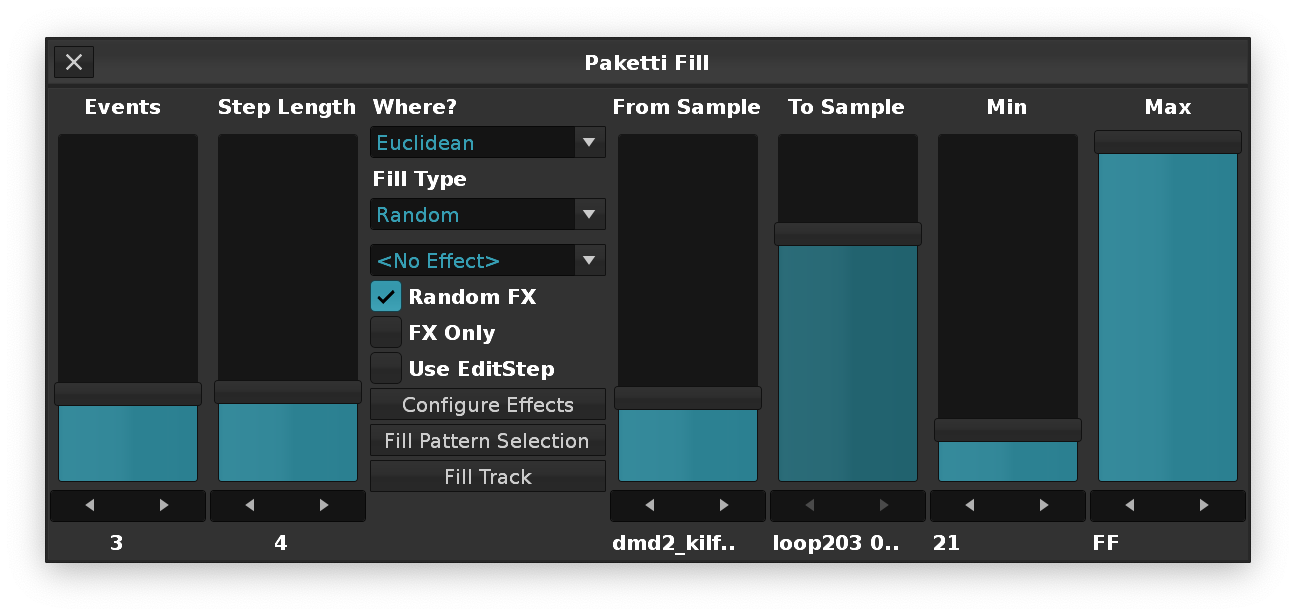 Paketti Fill
Events
Step Length
Where?
From Sample
To Sample
Min
Max
Euclidean
Fill Type
Random
<No Effect>
Random FX
FX Only
Use EditStep
Configure Effects
Fill Pattern Selection
Fill Track
3
4
dmd2_kilf..
loop203 0..
21
FF